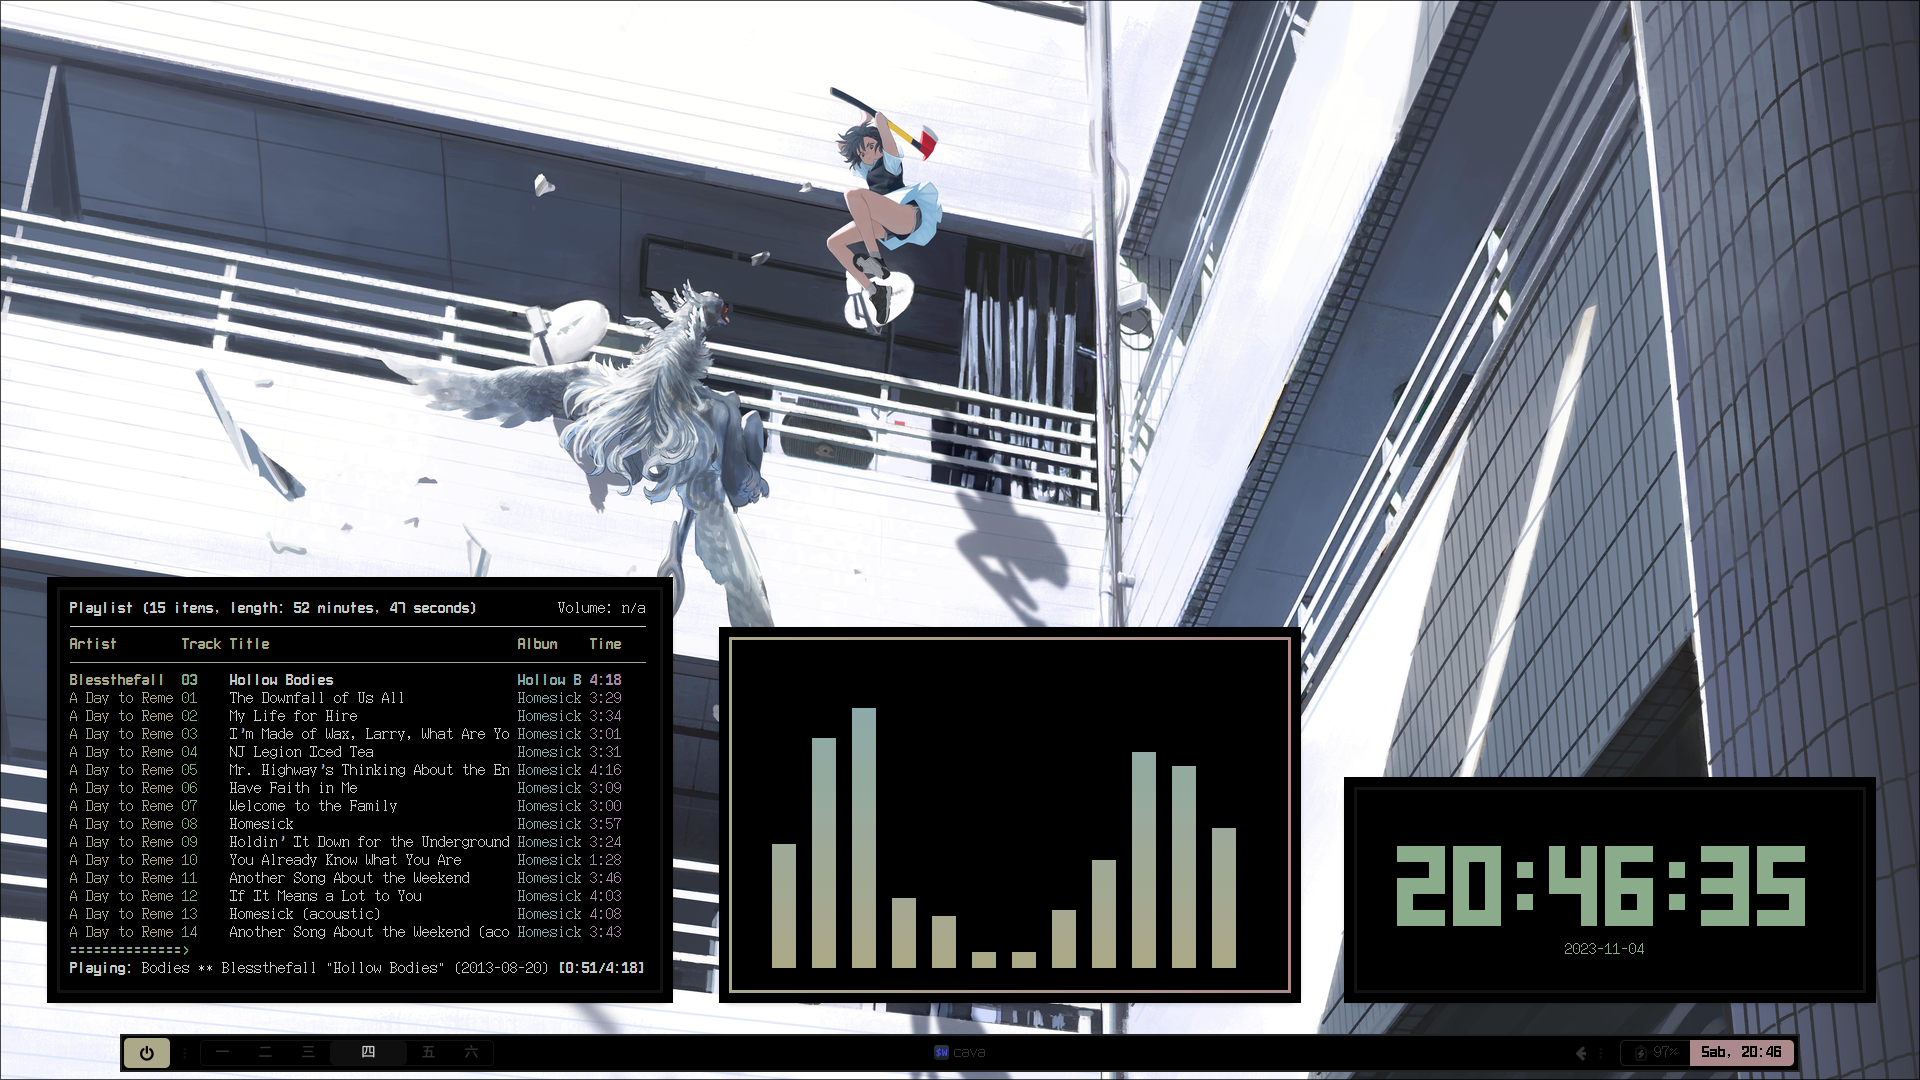 Playlist (15 items, length: 52 minutes, 47 seconds) Volume: n/a
Artist Track Title Album Time
Blessthefall 03 Hollow Bodies Hollow B 4:18
A Day to Reme 01 The Downfall of Us All Homesick 3:29
A Day to Reme 02 My Life for Hire Homesick 3:34
A Day to Reme 03 I'm Made of Wax, Larry, What Are Yo Homesick 3:01
A Day to Reme 04 NJ Legion Iced Tea Homesick 3:31
A Day to Reme 05 Mr. Highway's Thinking About the En Homesick 4:16
A Day to Reme 06 Have Faith in Me Homesick 3:09
A Day to Reme 07 Welcome to the Family Homesick 3:00
A Day to Reme 08 Homesick Homesick 3:57
A Day to Reme 09 Holdin' It Down for the Underground Homesick 3:24
A Day to Reme 10 You Already Know What You Are Homesick 1:28
A Day to Reme 11 Another Song About the Weekend Homesick 3:46
A Day to Reme 12 If It Means a Lot to You Homesick 4:03
A Day to Reme 13 Homesick (acoustic) Homesick 4:08
A Day to Reme 14 Another Song About the Weekend (aco Homesick 3:43
==============>
Playing: Bodies ** Blessthefall "Hollow Bodies" (2013-08-20) [0:51/4:18]
20:46:35
2023-11-04
一 二 三 四 五 六
$W cava
97%
Sab, 20:46